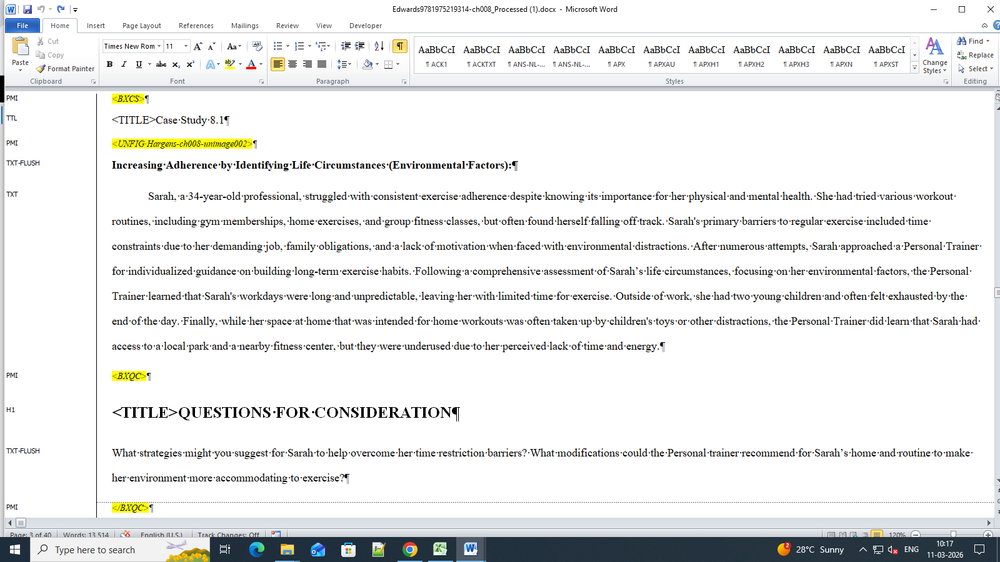 Edwards9781975219314-ch008_Processed (1).docx - Microsoft Word
File Home Insert Page Layout References Mailings Review View Developer
Paste
Cut
Copy
Format Painter
Clipboard
Times New Rom 11
Font
Paragraph
AaBbCcI AaBbCcI AaBbCcI AaBbCcI AaBbCcI AaBbCcI AaBbCcI AaBbCcI AaBbCcI AaBbCcI AaBbCcI
¶ ACK1 ¶ ACKTXT ¶ ANS-NL-... ¶ ANS-NL-... ¶ APX ¶ APXAU ¶ APXH1 ¶ APXH2 ¶ APXH3 ¶ APXN ¶ APXST
Change Styles
Styles
Find
Replace
Select
Editing
PMI <BXCS>¶
TTL <TITLE>Case·Study·8.1¶
PMI <UNFIG·Hargens-ch008-unimage002>¶
TXT-FLUSH Increasing·Adherence·by·Identifying·Life·Circumstances·(Environmental·Factors):¶
TXT Sarah,·a·34-year-old·professional,·struggled·with·consistent·exercise·adherence·despite·knowing·its·importance·for·her·physical·and·mental·health.·She·had·tried·various·workout·
routines,·including·gym·memberships,·home·exercises,·and·group·fitness·classes,·but·often·found·herself·falling·off·track.·Sarah's·primary·barriers·to·regular·exercise·included·time·
constraints·due·to·her·demanding·job,·family·obligations,·and·a·lack·of·motivation·when·faced·with·environmental·distractions.·After·numerous·attempts,·Sarah·approached·a·Personal·Trainer·
for·individualized·guidance·on·building·long-term·exercise·habits.·Following·a·comprehensive·assessment·of·Sarah’s·life·circumstances,·focusing·on·her·environmental·factors,·the·Personal·
Trainer·learned·that·Sarah's·workdays·were·long·and·unpredictable,·leaving·her·with·limited·time·for·exercise.·Outside·of·work,·she·had·two·young·children·and·often·felt·exhausted·by·the·
end·of·the·day.·Finally,·while·her·space·at·home·that·was·intended·for·home·workouts·was·often·taken·up·by·children's·toys·or·other·distractions,·the·Personal·Trainer·did·learn·that·Sarah·had·
access·to·a·local·park·and·a·nearby·fitness·center,·but·they·were·underused·due·to·her·perceived·lack·of·time·and·energy.¶
PMI <BXQC>¶
H1 <TITLE>QUESTIONS·FOR·CONSIDERATION¶
TXT-FLUSH What·strategies·might·you·suggest·for·Sarah·to·help·overcome·her·time·restriction·barriers?·What·modifications·could·the·Personal·trainer·recommend·for·Sarah’s·home·and·routine·to·make·
her·environment·more·accommodating·to·exercise?¶
PMI </BXQC>¶
Page: 3 of 40 Words: 13,514 English (U.S.) Track Changes: Off 120%
Type here to search 28°C Sunny ENG 10:17
11-03-2026